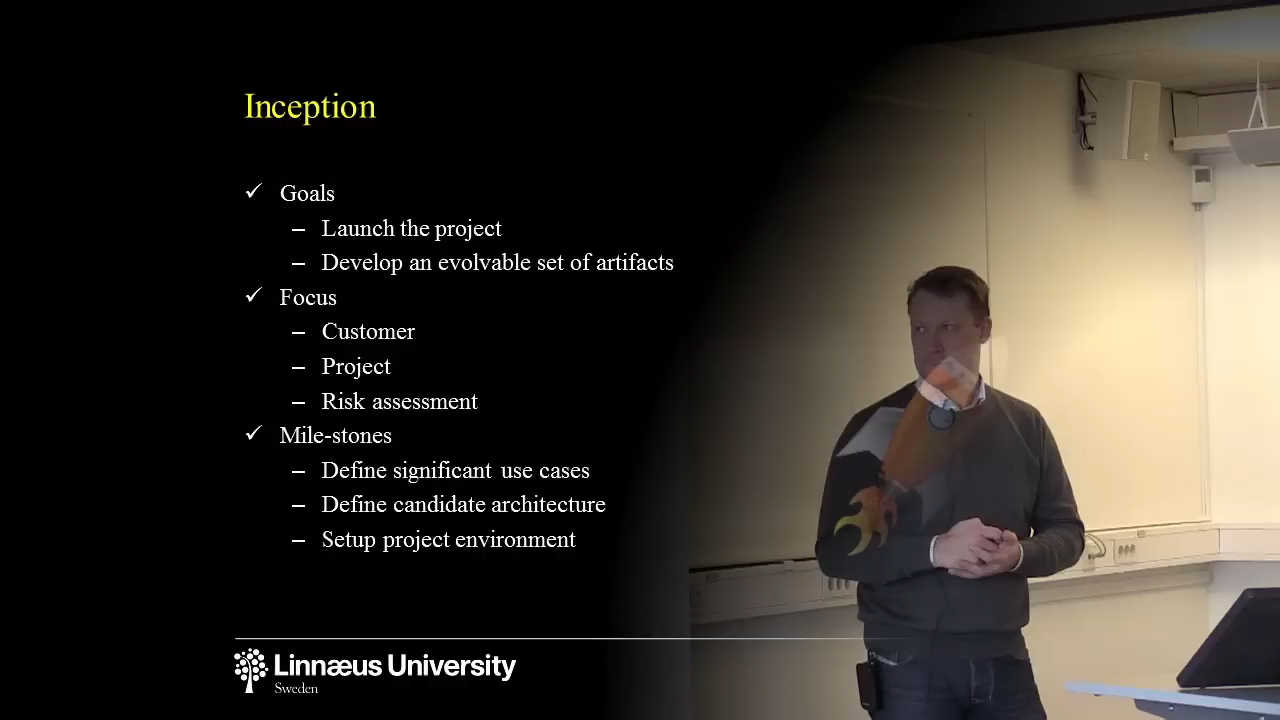 Inception
✓ Goals
– Launch the project
– Develop an evolvable set of artifacts
✓ Focus
– Customer
– Project
– Risk assessment
✓ Mile-stones
– Define significant use cases
– Define candidate architecture
– Setup project environment
Linnæus University
Sweden